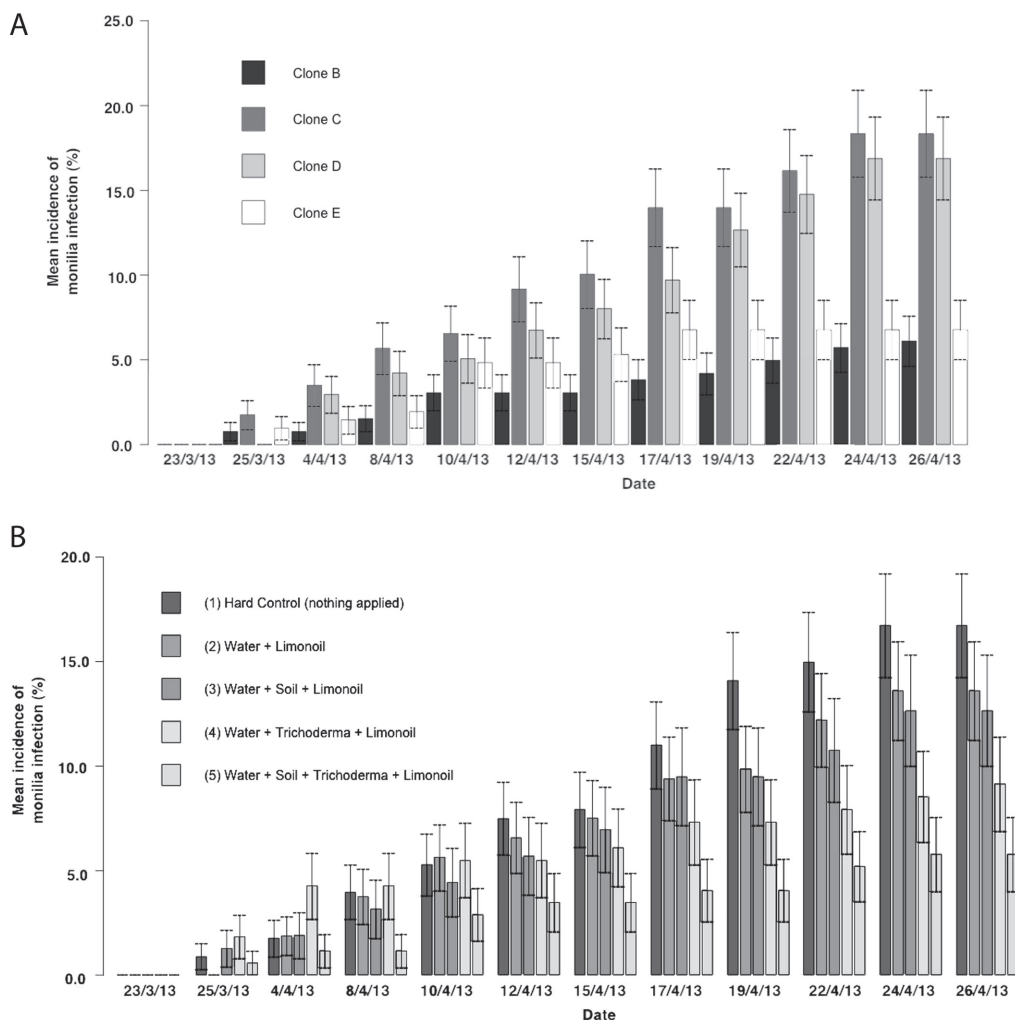 A
25.0
20.0
15.0
10.0
5.0
0.0
Mean incidence of
monilia infection (%)
Clone B
Clone C
Clone D
Clone E
23/3/13 25/3/13 4/4/13 8/4/13 10/4/13 12/4/13 15/4/13 17/4/13 19/4/13 22/4/13 24/4/13 26/4/13
Date
B
20.0
15.0
10.0
5.0
0.0
Mean incidence of
monilia infection (%)
(1) Hard Control (nothing applied)
(2) Water + Limonoil
(3) Water + Soil + Limonoil
(4) Water + Trichoderma + Limonoil
(5) Water + Soil + Trichoderma + Limonoil
23/3/13 25/3/13 4/4/13 8/4/13 10/4/13 12/4/13 15/4/13 17/4/13 19/4/13 22/4/13 24/4/13 26/4/13
Date